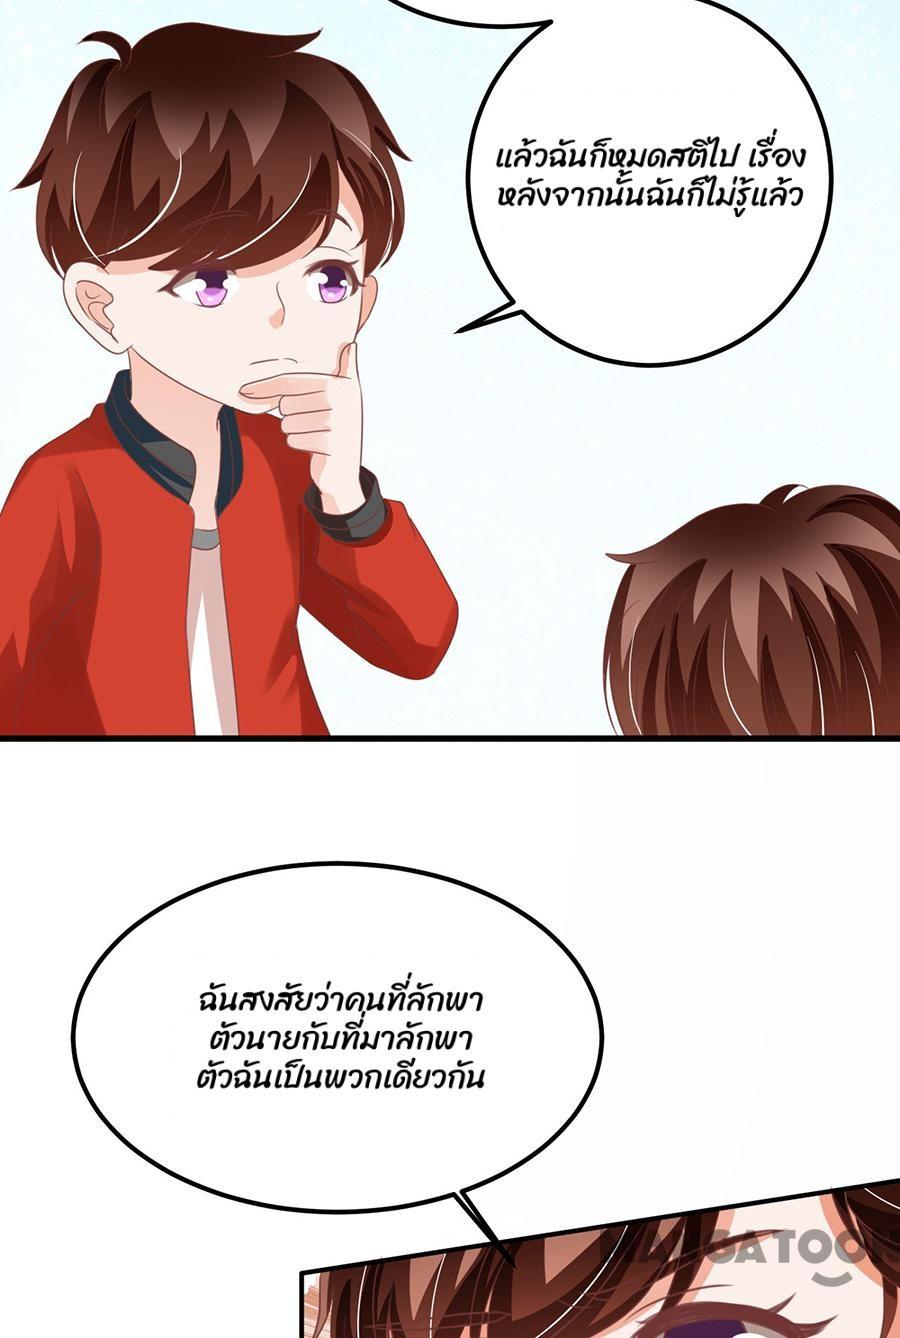 แล้วฉันก็หมดสติไป เรื่อง
หลังจากนั้นฉันก็ไม่รู้แล้ว
ฉันสงสัยว่าคนที่ลักพา
ตัวนายกับที่มาลักพา
ตัวฉันเป็นพวกเดียวกัน
MANGATOON